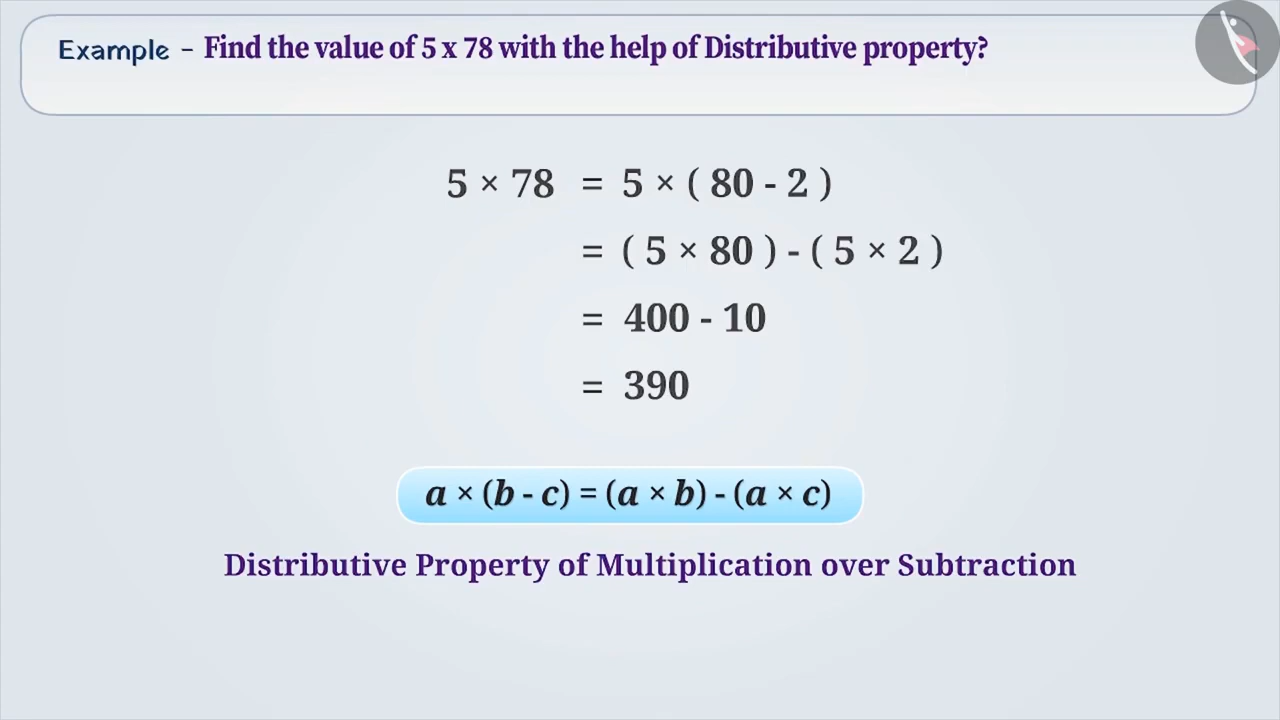 Example - Find the value of 5 x 78 with the help of Distributive property?
5 × 78 = 5 × ( 80 - 2 )
= ( 5 × 80 ) - ( 5 × 2 )
= 400 - 10
= 390
a × (b - c) = (a × b) - (a × c)
Distributive Property of Multiplication over Subtraction